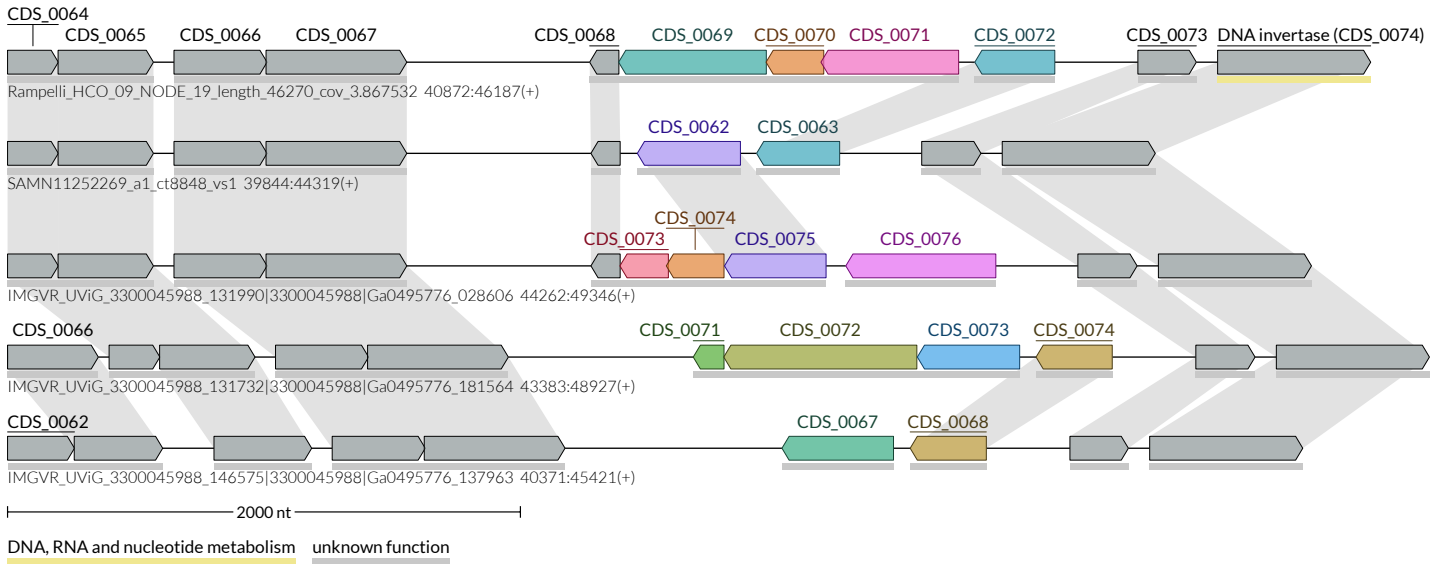 CDS_0064
CDS_0065 CDS_0066 CDS_0067 CDS_0068 CDS_0069 CDS_0070 CDS_0071 CDS_0072 CDS_0073 DNA invertase (CDS_0074)
Rampelli_HCO_09_NODE_19_length_46270_cov_3.867532 40872:46187(+)
CDS_0062 CDS_0063
SAMN11252269_a1_ct8848_vs1 39844:44319(+)
CDS_0074
CDS_0073 CDS_0075 CDS_0076
IMGVR_UViG_3300045988_131990|3300045988|Ga0495776_028606 44262:49346(+)
CDS_0066 CDS_0071 CDS_0072 CDS_0073 CDS_0074
IMGVR_UViG_3300045988_131732|3300045988|Ga0495776_181564 43383:48927(+)
CDS_0062 CDS_0067 CDS_0068
IMGVR_UViG_3300045988_146575|3300045988|Ga0495776_137963 40371:45421(+)
2000 nt
DNA, RNA and nucleotide metabolism unknown function